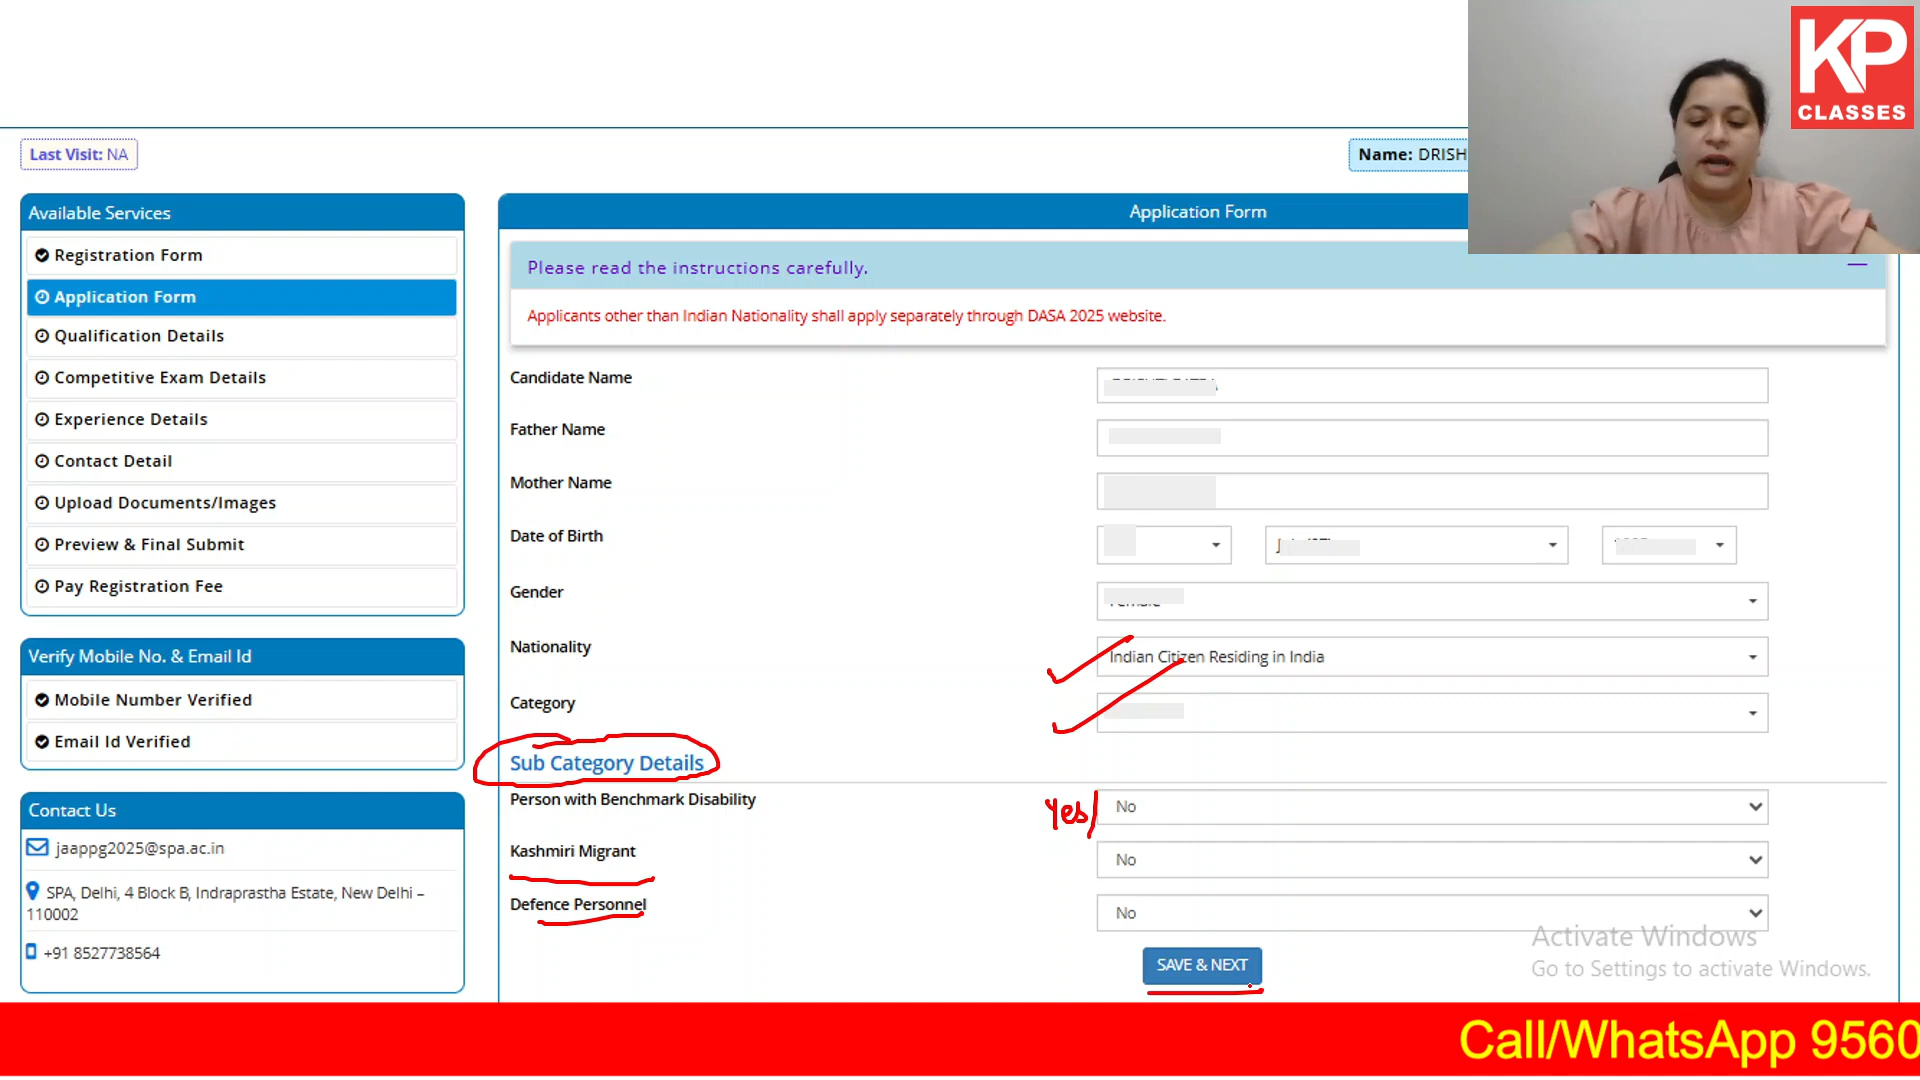 KP
CLASSES
Last Visit: NA
Name: DRISH
Available Services
Registration Form
Application Form
Qualification Details
Competitive Exam Details
Experience Details
Contact Detail
Upload Documents/Images
Preview & Final Submit
Pay Registration Fee
Verify Mobile No. & Email Id
Mobile Number Verified
Email Id Verified
Contact Us
jaappg2025@spa.ac.in
SPA, Delhi, 4 Block B, Indraprastha Estate, New Delhi –
110002
+91 8527738564
Application Form
Please read the instructions carefully.
Applicants other than Indian Nationality shall apply separately through DASA 2025 website.
Candidate Name
Father Name
Mother Name
Date of Birth
Gender
Nationality
Indian Citizen Residing in India
Category
Sub Category Details
Person with Benchmark Disability
Yes/
No
Kashmiri Migrant
No
Defence Personnel
No
SAVE & NEXT
Activate Windows
Go to Settings to activate Windows.
Call/WhatsApp 9560